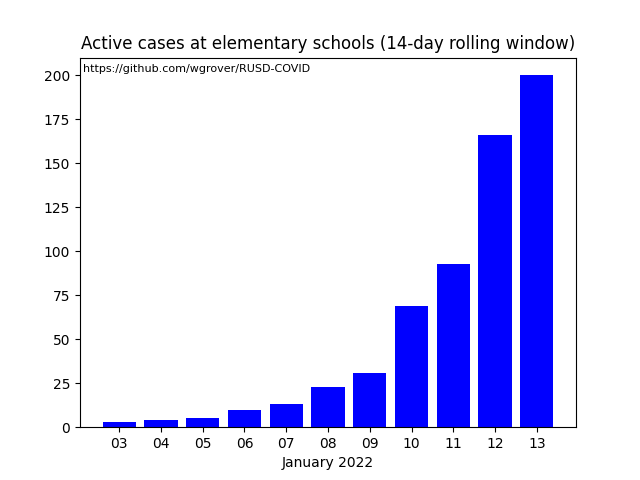 Active cases at elementary schools (14-day rolling window)
https://github.com/wgrover/RUSD-COVID
200
175
150
125
100
75
50
25
0
03 04 05 06 07 08 09 10 11 12 13
January 2022